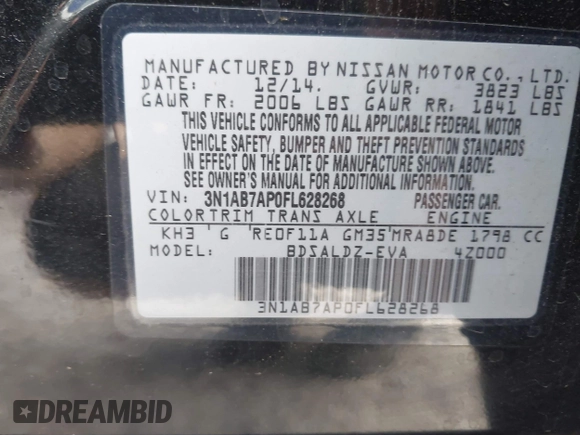 MANUFACTURED BY NISSAN MOTOR CO., LTD.
DATE: 12/14. GVWR: 3823 LBS
GAWR FR: 2006 LBS GAWR RR: 1841 LBS
THIS VEHICLE CONFORMS TO ALL APPLICABLE FEDERAL MOTOR
VEHICLE SAFETY, BUMPER AND THEFT PREVENTION STANDARDS
IN EFFECT ON THE DATE OF MANUFACTURE SHOWN ABOVE.
SEE OWNER'S MANUAL FOR ADDITIONAL INFORMATION.
VIN: 3N1AB7AP0FL628268 PASSENGER CAR.
COLOR TRIM TRANS AXLE ENGINE
KH3 'G 'RE0F11A GM35'MRA8DE 1798 CC
MODEL: BDSALDZ-EVA 4Z000
3N1AB7AP0FL628268
DREAMBID